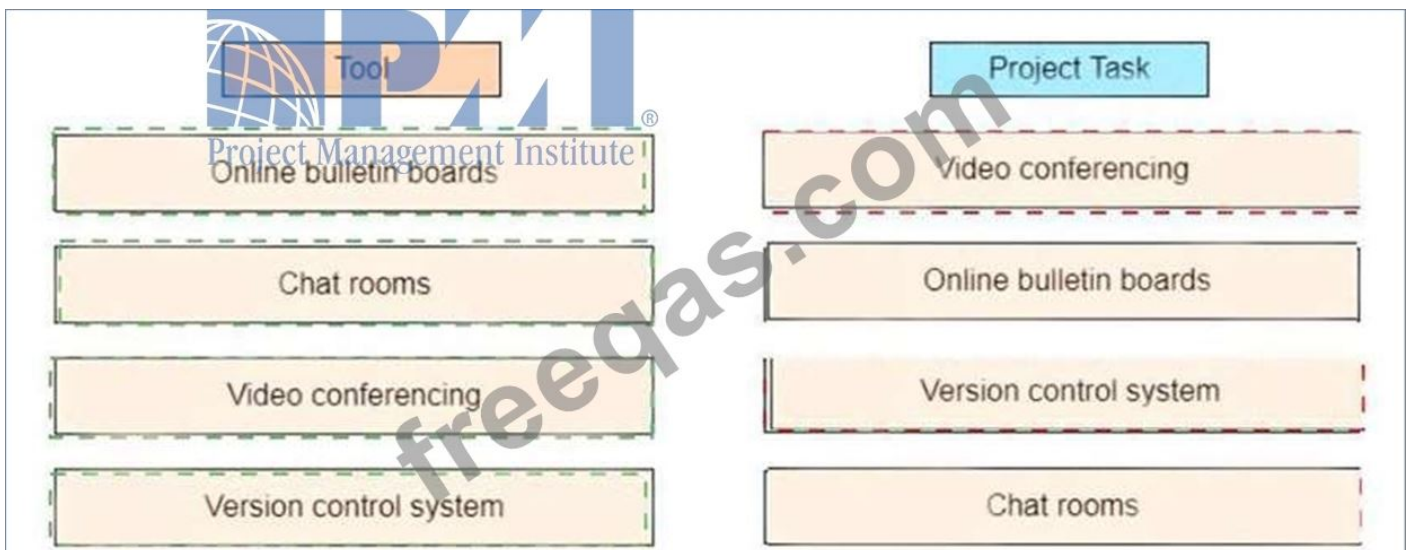 PMI
Tool
Project Task
®
Project Management Institute
Online bulletin boards
Video conferencing
Chat rooms
Online bulletin boards
Video conferencing
Version control system
Version control system
Chat rooms
freeqas.com